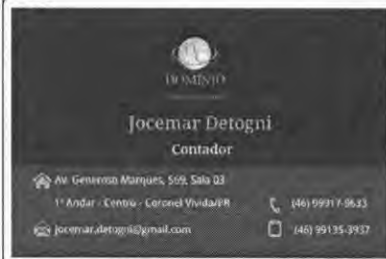 DOMÍNIO
Jocemar Detogni
Contador
Av. Generoso Marques, 599, Sala 03
1º Andar - Centro - Coronel Vivida/PR
(46) 99917-9633
jocemar.detogni@gmail.com
(46) 99135-3937